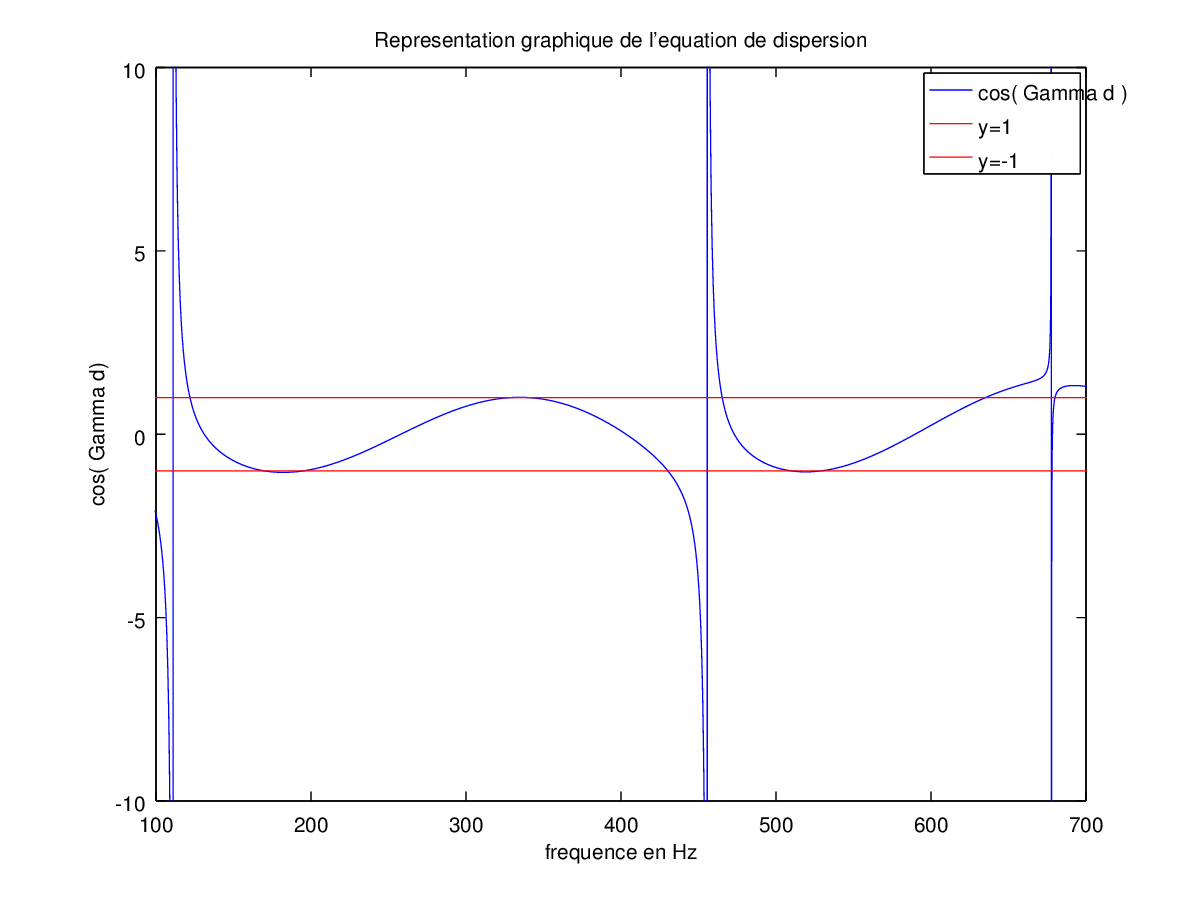 Representation graphique de l'equation de dispersion
cos( Gamma d )
y=1
y=-1
cos( Gamma d)
10
5
0
-5
-10
100
200
300
400
500
600
700
frequence en Hz